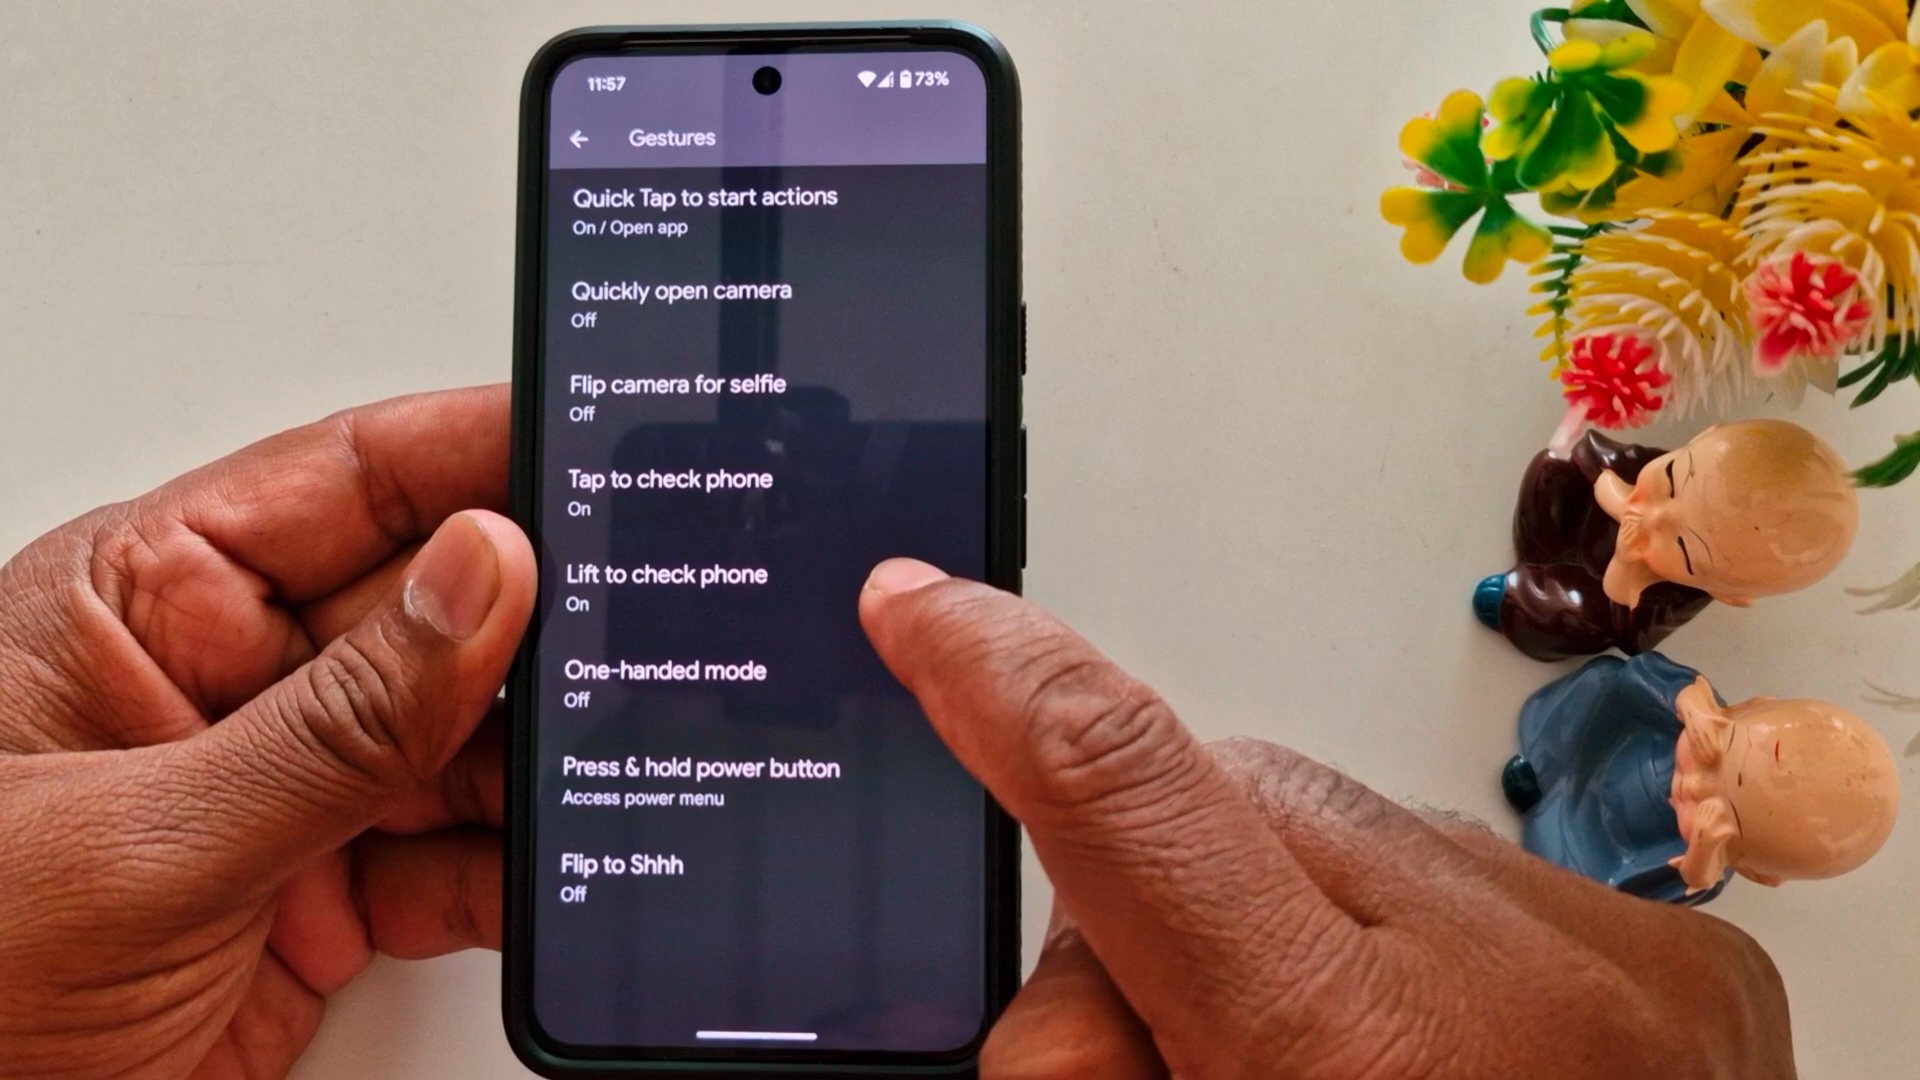 11:57
73%
Gestures
Quick Tap to start actions
On / Open app
Quickly open camera
Off
Flip camera for selfie
Off
Tap to check phone
On
Lift to check phone
On
One-handed mode
Off
Press & hold power button
Access power menu
Flip to Shhh
Off